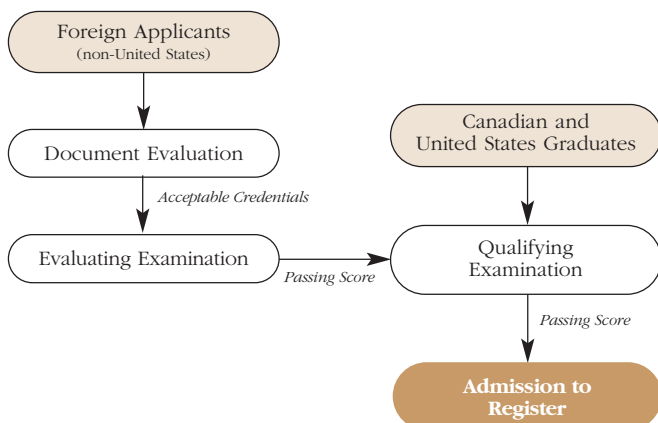 Foreign Applicants
(non-United States)
Document Evaluation
Acceptable Credentials
Evaluating Examination
Passing Score
Canadian and
United States Graduates
Qualifying
Examination
Passing Score
Admission to
Register